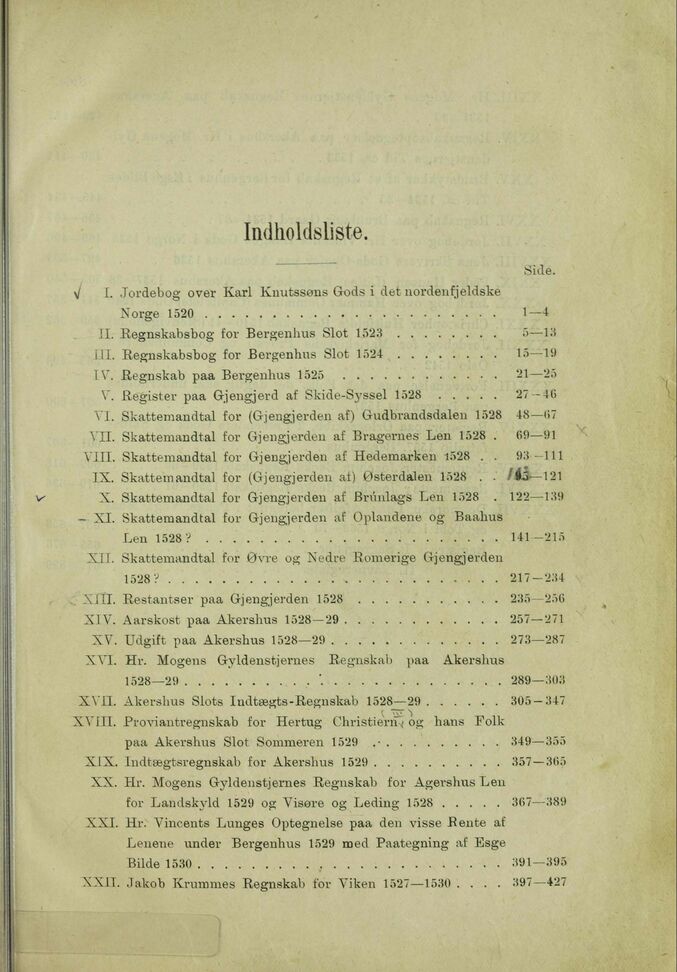 Indholdsliste.
Side.
I. Jordebog over Karl Knutssøns Gods i det nordenfjeldske
Norge 1520 . . . . . . . . . . . . . . . . . . . . . 1—4
II. Regnskabsbog for Bergenhus Slot 1523 . . . . . . . . 5—13
III. Regnskabsbog for Bergenhus Slot 1524 . . . . . . . . 15—19
IV. Regnskab paa Bergenhus 1525 . . . . . . . . . . . . 21—25
V. Register paa Gjengjerd af Skide-Syssel 1528 . . . . . 27—46
VI. Skattemandtal for (Gjengjerden af) Gudbrandsdalen 1528 48—67
VII. Skattemandtal for Gjengjerden af Bragernes Len 1528 . 69—91
VIII. Skattemandtal for Gjengjerden af Hedemarken 1528 . . 93—111
IX. Skattemandtal for (Gjengjerden af) Østerdalen 1528 . . —121
X. Skattemandtal for Gjengjerden af Brunlags Len 1528 . 122—139
XI. Skattemandtal for Gjengjerden af Oplandene og Baahus
Len 1528? . . . . . . . . . . . . . . . . . . . . . 141—215
XII. Skattemandtal for Øvre og Nedre Romerige Gjengjerden
1528? . . . . . . . . . . . . . . . . . . . . . . . . 217—234
XIII. Restantser paa Gjengjerden 1528 . . . . . . . . . . . 235—256
XIV. Aarskost paa Akershus 1528—29 . . . . . . . . . . . 257—271
XV. Udgift paa Akershus 1528—29 . . . . . . . . . . . . 273—287
XVI. Hr. Mogens Gyldenstjernes Regnskab paa Akershus
1528—29 . . . . . . . . . . . . . . . . . . . . . . 289—303
XVII. Akershus Slots Indtægts-Regnskab 1528—29 . . . . . . 305—347
XVIII. Proviantregnskab for Hertug Christiern og hans Folk
paa Akershus Slot Sommeren 1529 . . . . . . . . . . 349—355
XIX. Indtægtsregnskab for Akershus 1529 . . . . . . . . . 357—365
XX. Hr. Mogens Gyldenstjernes Regnskab for Agershus Len
for Landskyld 1529 og Visøre og Leding 1528 . . . . . 367—389
XXI. Hr. Vincents Lunges Optegnelse paa den visse Rente af
Lenene under Bergenhus 1529 med Paategning af Esge
Bilde 1530 . . . . . . . . . . . . . . . . . . . . . . 391—395
XXII. Jakob Krummes Regnskab for Viken 1527—1530 . . . . 397—427